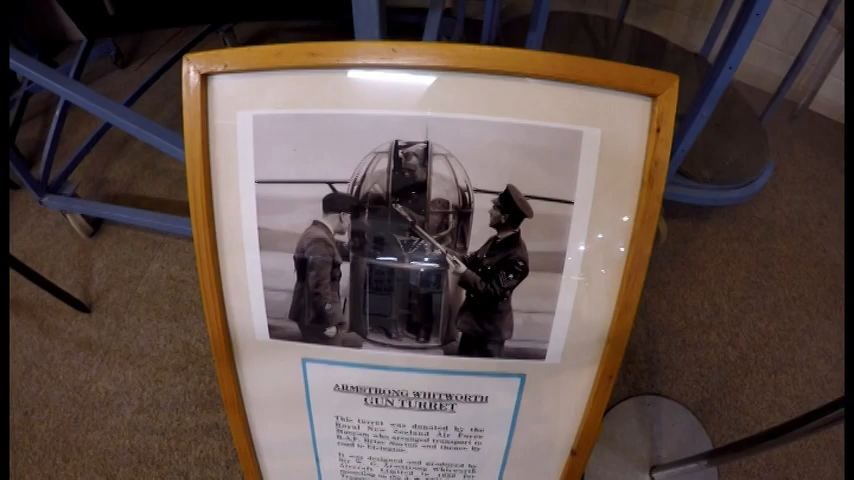 ARMSTRONG WHITWORTH
GUN TURRET
This turret was donated by the
Royal New Zealand Air Force
Museum who arranged transport to
R.A.F. Brize Norton and thence by
road to
It was designed and produced by
Sir W. G. Armstrong Whitworth
Aircraft Limited in